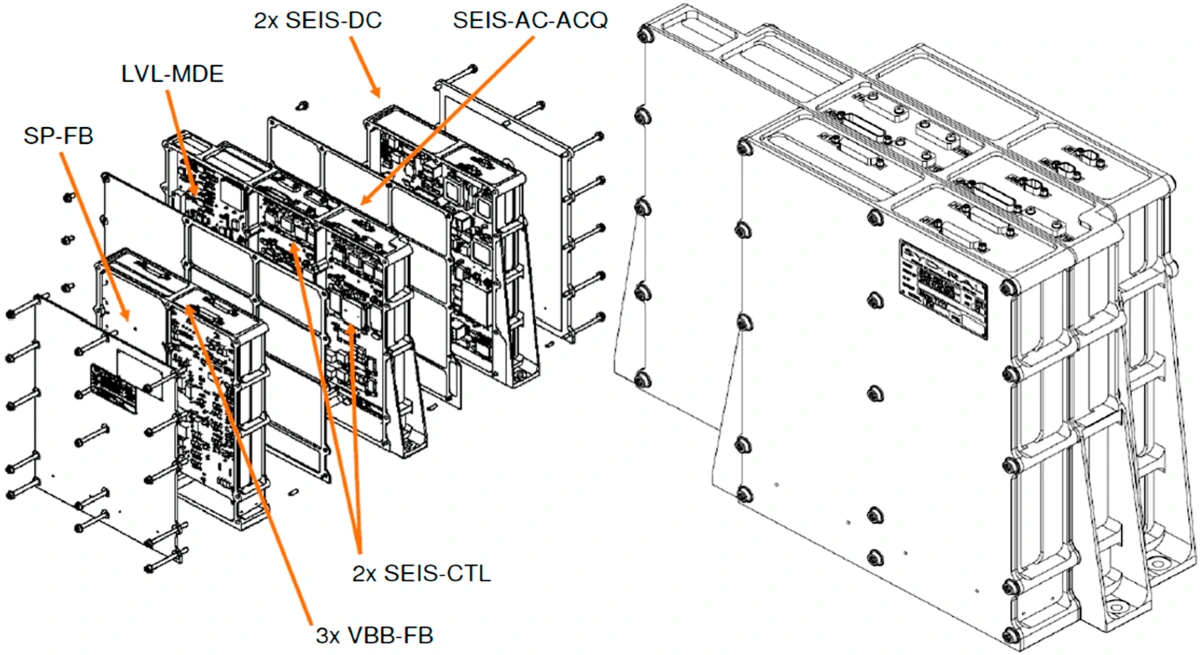 2x SEIS-DC
SEIS-AC-ACQ
LVL-MDE
SP-FB
2x SEIS-CTL
3x VBB-FB